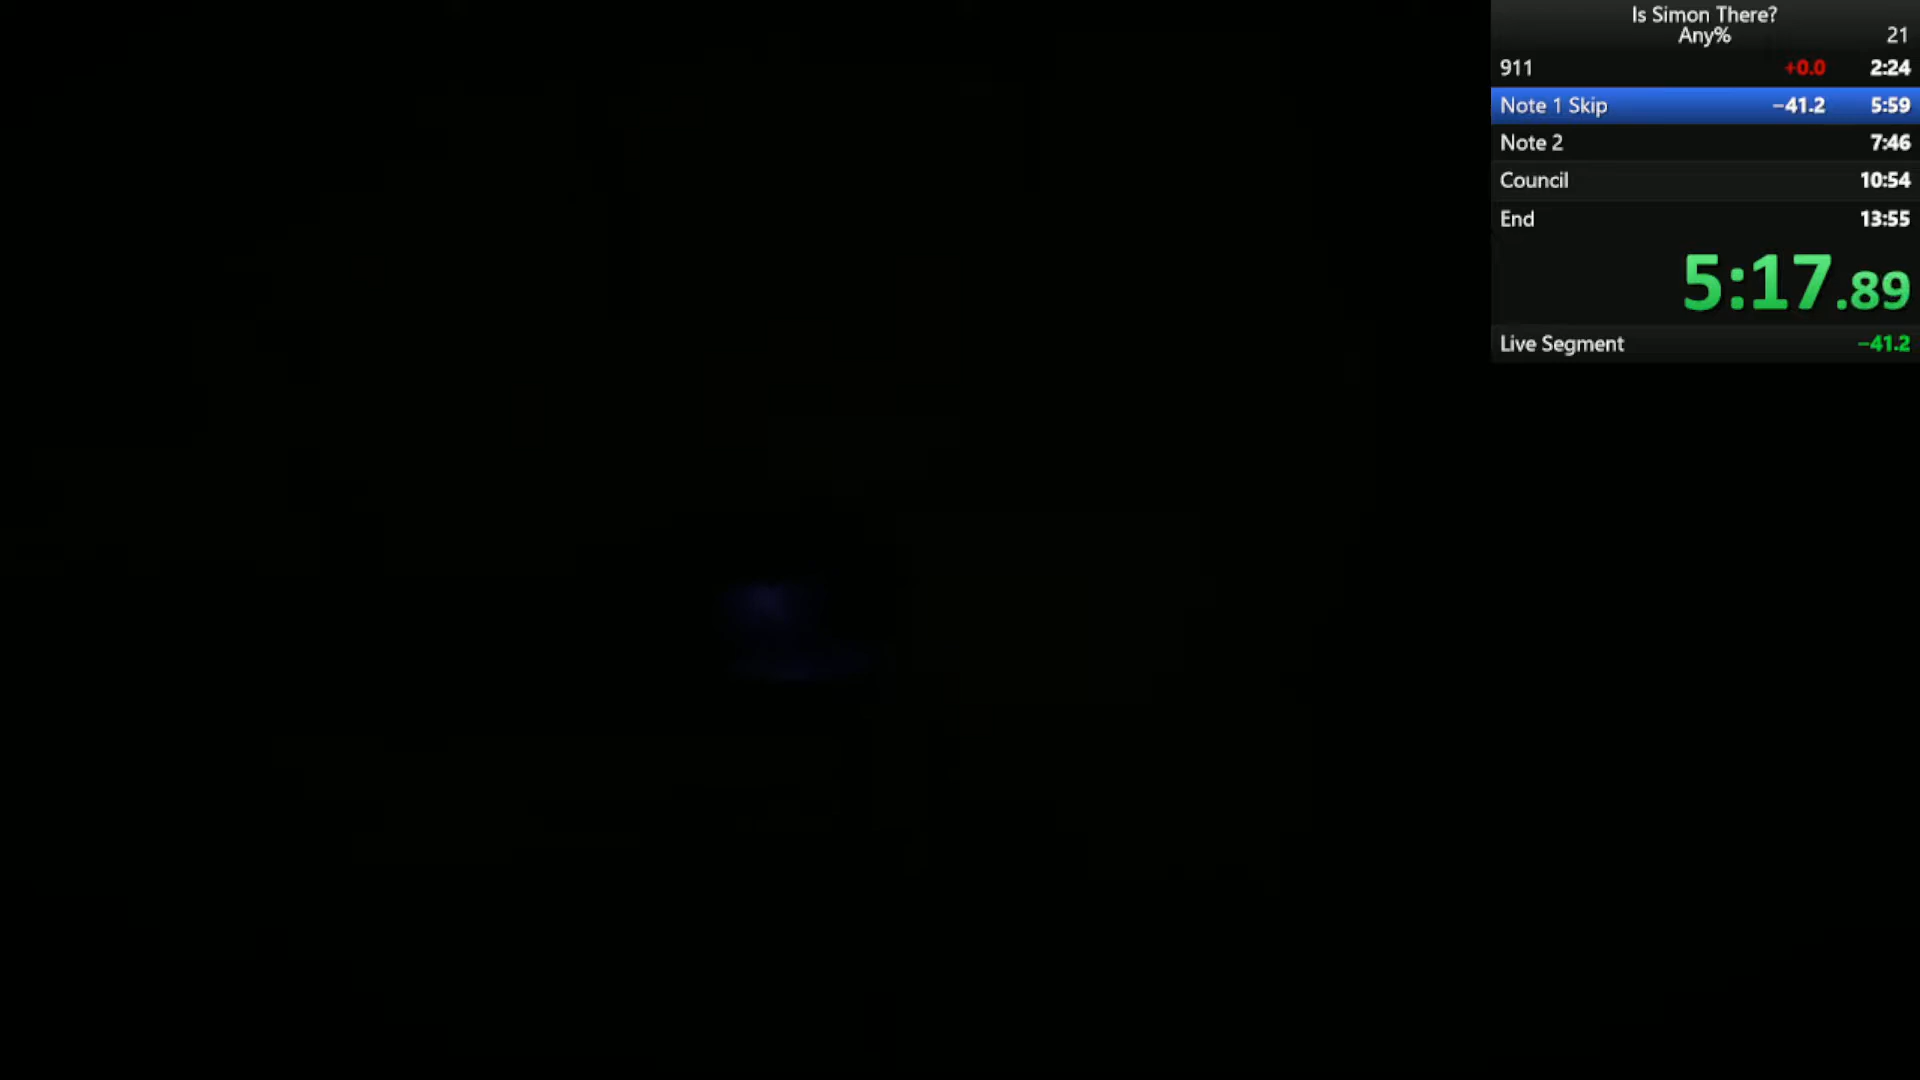 Is Simon There?
Any% 21
911 +0.0 2:24
Note 1 Skip −41.2 5:59
Note 2 7:46
Council 10:54
End 13:55
5:17.89
Live Segment −41.2